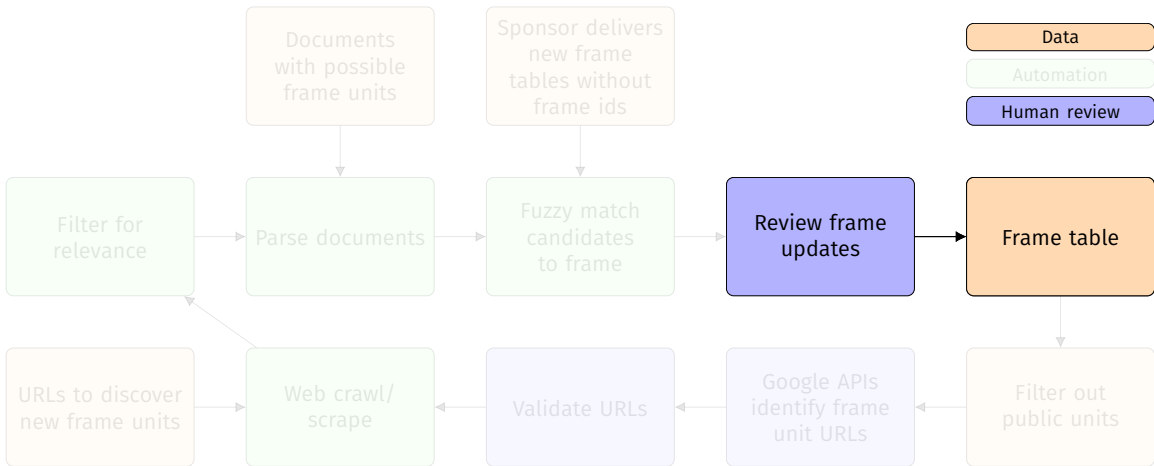 Documents
with possible
frame units
Sponsor delivers
new frame
tables without
frame ids
Data
Automation
Human review
Filter for
relevance
Parse documents
Fuzzy match
candidates
to frame
Review frame
updates
Frame table
URLs to discover
new frame units
Web crawl/
scrape
Validate URLs
Google APIs
identify frame
unit URLs
Filter out
public units